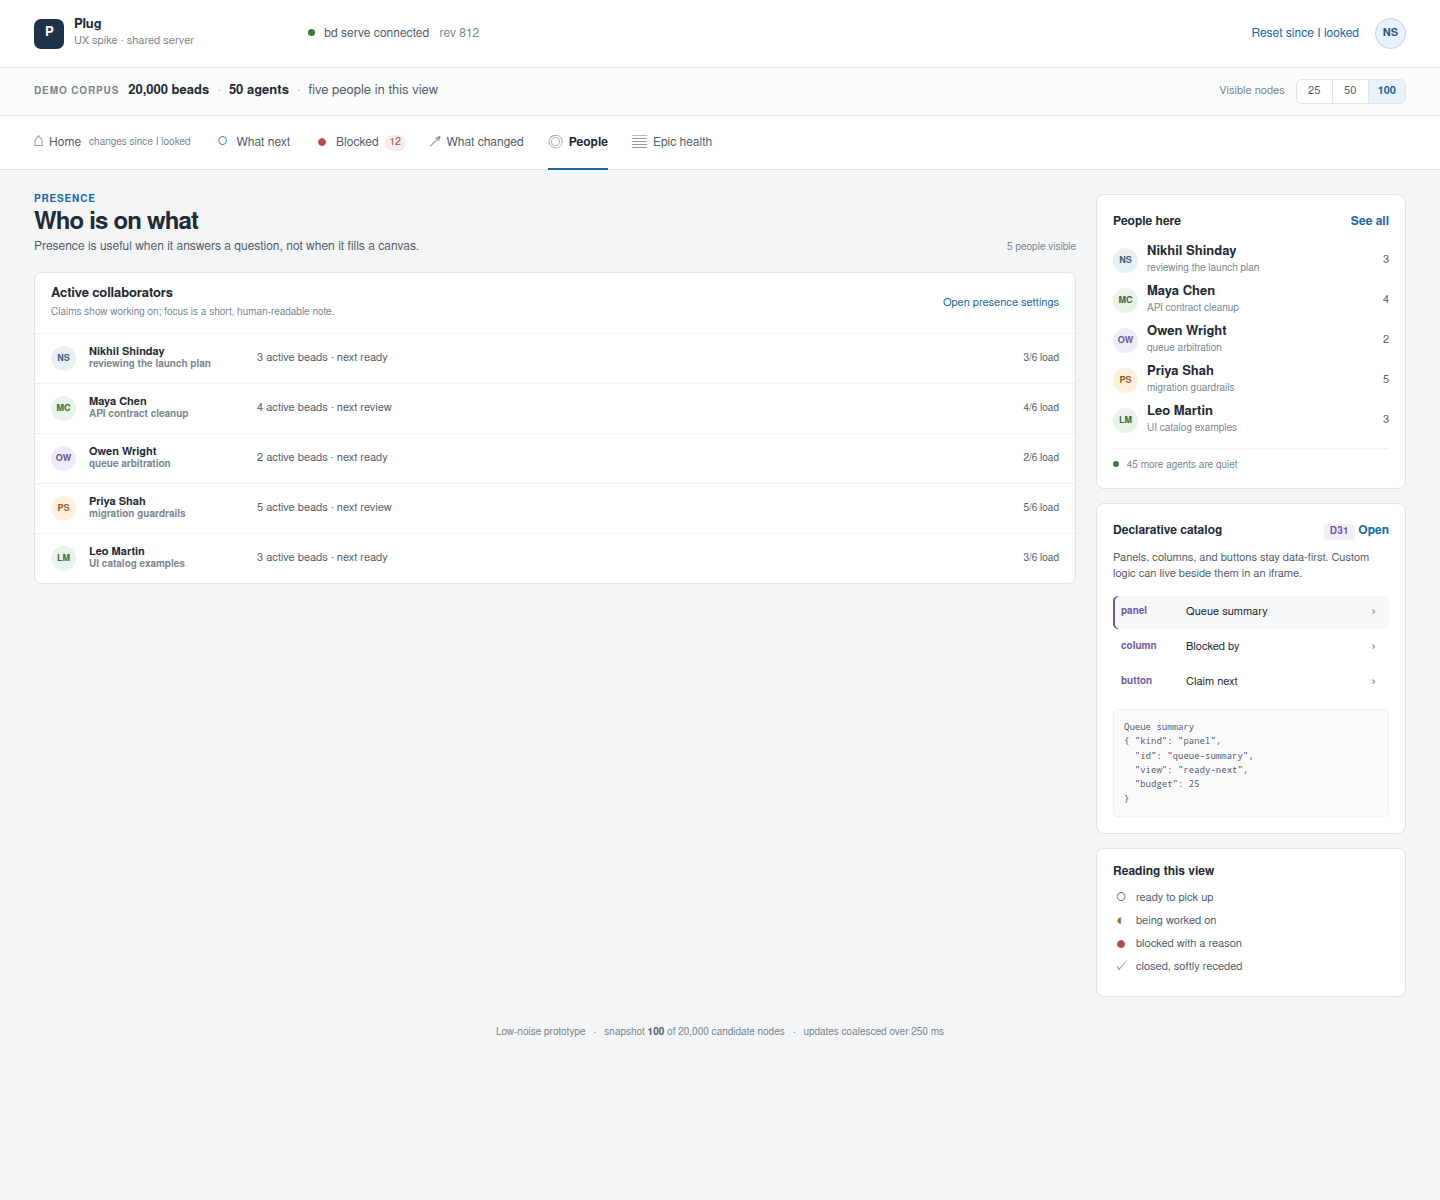 P
Plug
UX spike · shared server
bd serve connected rev 812
Reset since I looked
NS
DEMO CORPUS 20,000 beads · 50 agents · five people in this view
Visible nodes 25 50 100
Home changes since I looked
What next
Blocked 12
What changed
People
Epic health
PRESENCE
Who is on what
Presence is useful when it answers a question, not when it fills a canvas.
5 people visible
Active collaborators
Claims show working on; focus is a short, human-readable note.
Open presence settings
NS
Nikhil Shinday
reviewing the launch plan
3 active beads · next ready
3/6 load
MC
Maya Chen
API contract cleanup
4 active beads · next review
4/6 load
OW
Owen Wright
queue arbitration
2 active beads · next ready
2/6 load
PS
Priya Shah
migration guardrails
5 active beads · next review
5/6 load
LM
Leo Martin
UI catalog examples
3 active beads · next ready
3/6 load
People here
See all
NS
Nikhil Shinday
reviewing the launch plan
3
MC
Maya Chen
API contract cleanup
4
OW
Owen Wright
queue arbitration
2
PS
Priya Shah
migration guardrails
5
LM
Leo Martin
UI catalog examples
3
45 more agents are quiet
Declarative catalog
D31 Open
Panels, columns, and buttons stay data-first. Custom
logic can live beside them in an iframe.
panel Queue summary ›
column Blocked by ›
button Claim next ›
Queue summary
{ "kind": "panel",
"id": "queue-summary",
"view": "ready-next",
"budget": 25
}
Reading this view
ready to pick up
being worked on
blocked with a reason
closed, softly receded
Low-noise prototype · snapshot 100 of 20,000 candidate nodes · updates coalesced over 250 ms